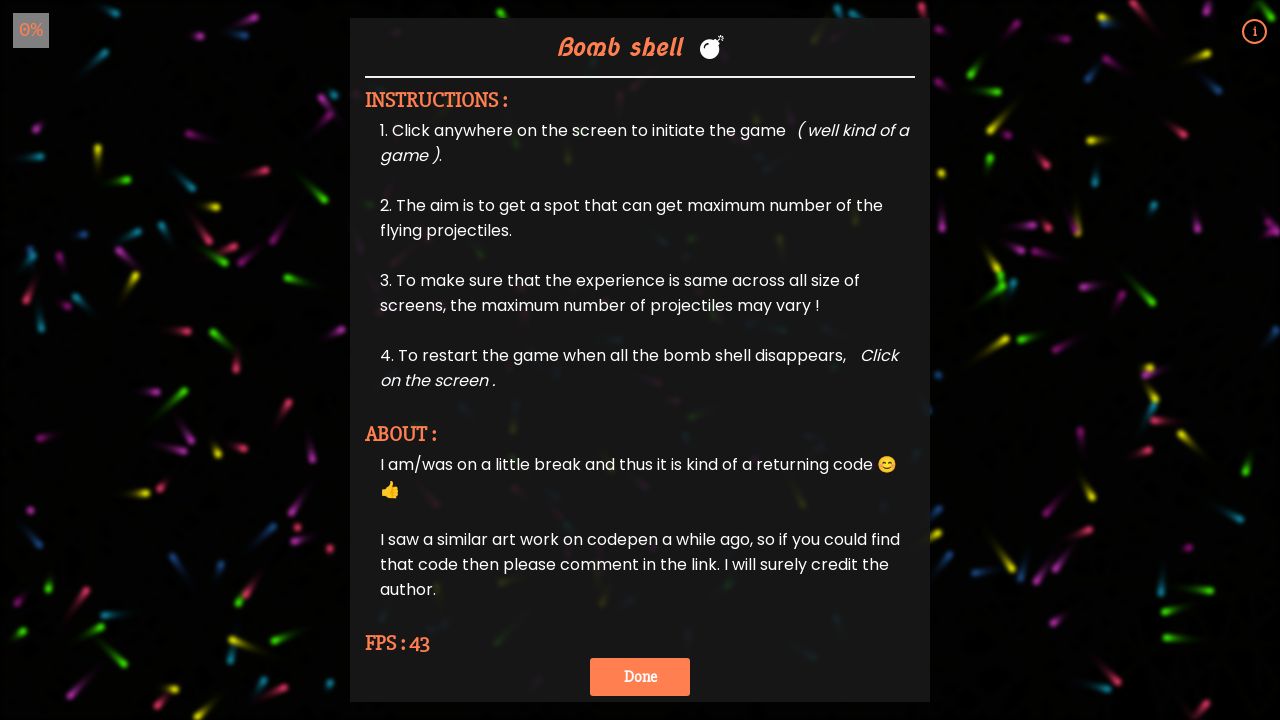 0%
i
Bomb shell 💣
INSTRUCTIONS :
1. Click anywhere on the screen to initiate the game ( well kind of a
game ).
2. The aim is to get a spot that can get maximum number of the
flying projectiles.
3. To make sure that the experience is same across all size of
screens, the maximum number of projectiles may vary !
4. To restart the game when all the bomb shell disappears, Click
on the screen .
ABOUT :
I am/was on a little break and thus it is kind of a returning code 😊
👍
I saw a similar art work on codepen a while ago, so if you could find
that code then please comment in the link. I will surely credit the
author.
FPS : 43
Done